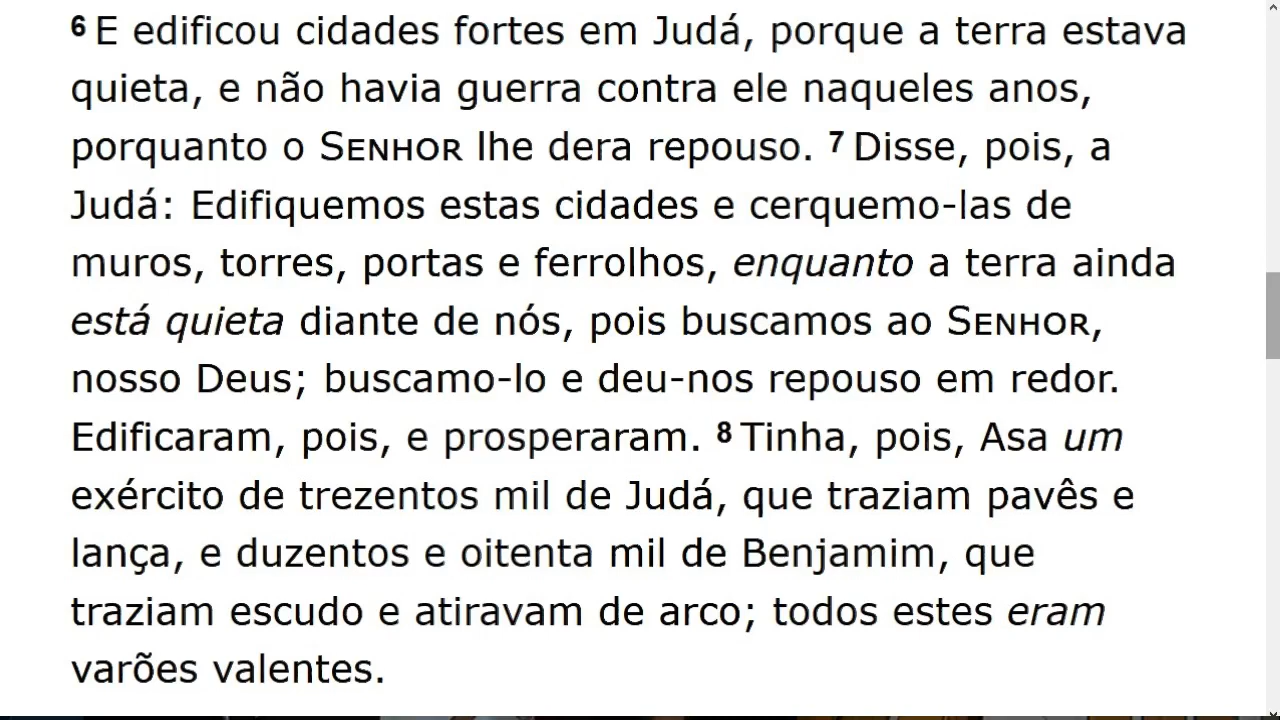 6 E edificou cidades fortes em Judá, porque a terra estava
quieta, e não havia guerra contra ele naqueles anos,
porquanto o SENHOR lhe dera repouso. 7 Disse, pois, a
Judá: Edifiquemos estas cidades e cerquemo-las de
muros, torres, portas e ferrolhos, enquanto a terra ainda
está quieta diante de nós, pois buscamos ao SENHOR,
nosso Deus; buscamo-lo e deu-nos repouso em redor.
Edificaram, pois, e prosperaram. 8 Tinha, pois, Asa um
exército de trezentos mil de Judá, que traziam pavês e
lança, e duzentos e oitenta mil de Benjamim, que
traziam escudo e atiravam de arco; todos estes eram
varões valentes.